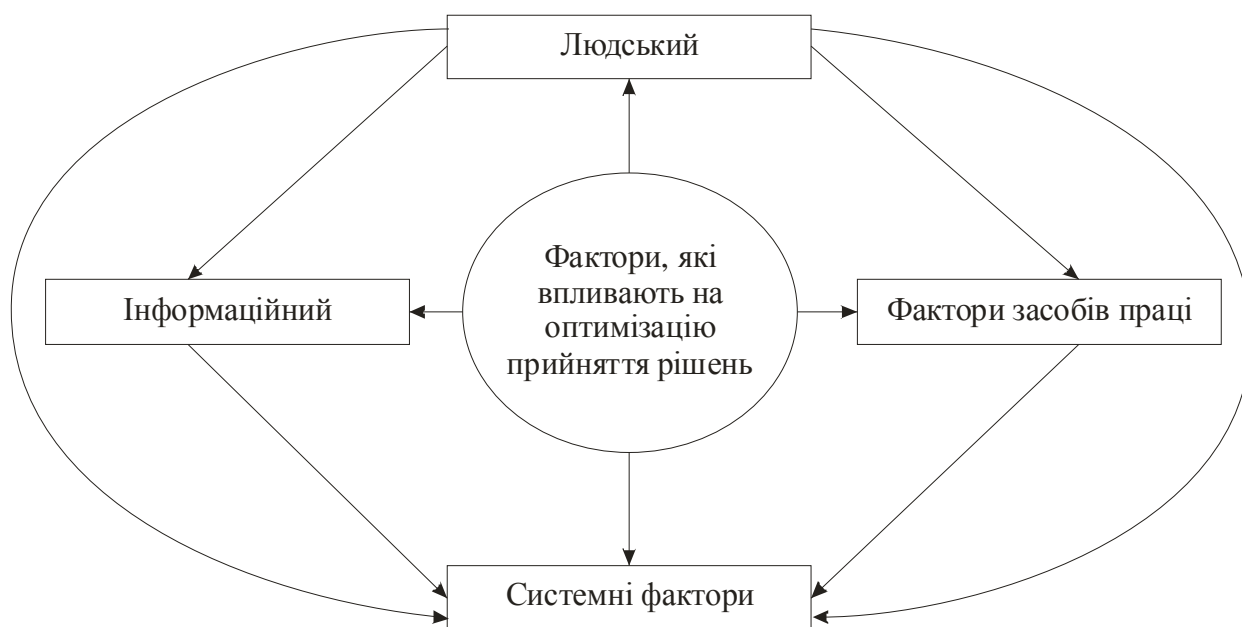 Людський
Фактори, які
впливають на
оптимізацію
прийняття рішень
Інформаційний
Фактори засобів праці
Системні фактори